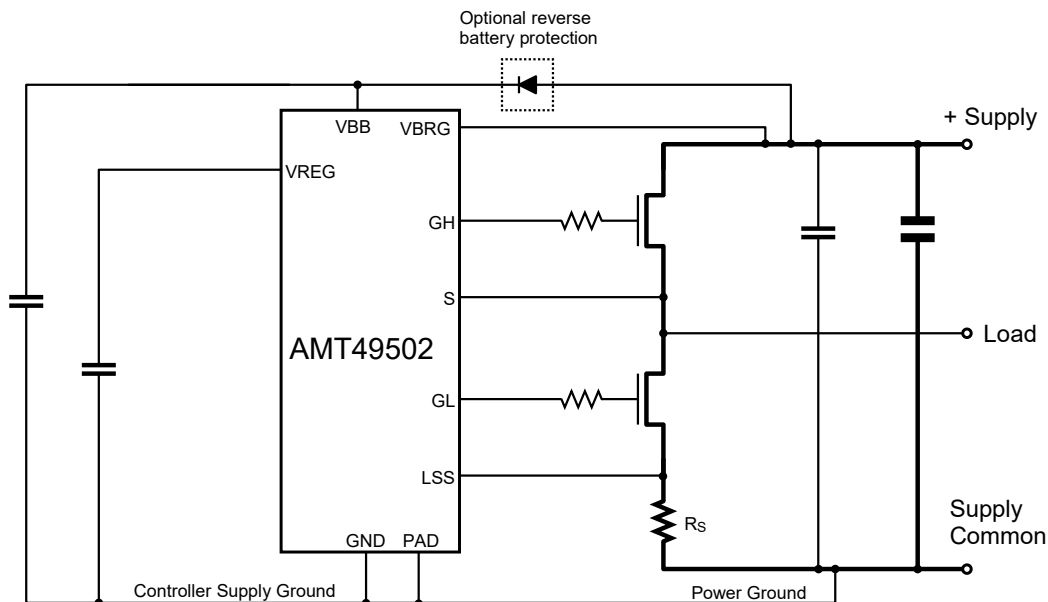 Optional reverse
battery protection
VBB
VBRG
+ Supply
VREG
GH
S
AMT49502
Load
GL
LSS
RS
Supply
Common
GND
PAD
Controller Supply Ground
Power Ground